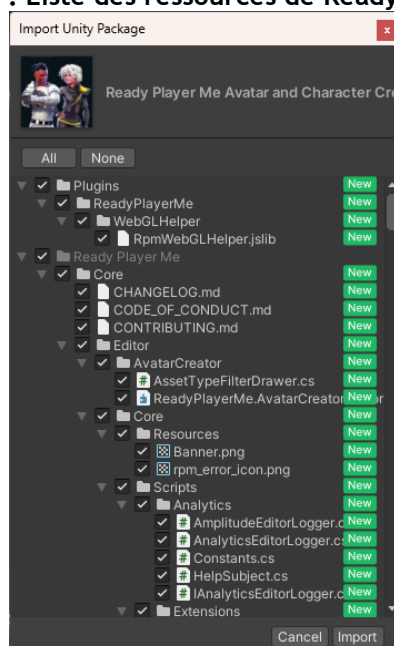 : Liste des ressources de Ready
Import Unity Package
x
Ready Player Me Avatar and Character Cre
All None
Plugins New
ReadyPlayerMe New
WebGLHelper New
RpmWebGLHelper.jslib New
Ready Player Me
Core New
CHANGELOG.md New
CODE_OF_CONDUCT.md New
CONTRIBUTING.md New
Editor New
AvatarCreator New
# AssetTypeFilterDrawer.cs New
ReadyPlayerMe.AvatarCreator New or
Core New
Resources New
Banner.png New
rpm_error_icon.png New
Scripts New
Analytics New
# AmplitudeEditorLogger.c New
# AnalyticsEditorLogger.cs New
# Constants.cs New
# HelpSubject.cs New
# IAnalyticsEditorLogger.c New
Extensions New
Cancel Import